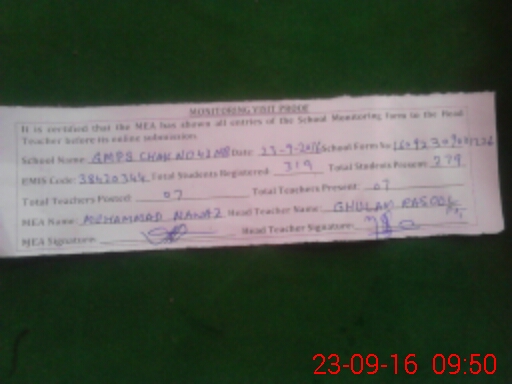 MONITORING VISIT PROOF
It is certified that the MEA has shown all entries of the School Monitoring form to the Head
Teacher before its online submission.
School Name: GMPS CHAK NO 42 MB Date: 23-9-2016 School Form No:
EMIS Code: 38420344 Total Students Registered: 319 Total Students Present: 279
Total Teachers Posted: 07 Total Teachers Present: 07
MEA Name: MOHAMMAD NAWAZ Head Teacher Name: GHULAM RASOOL
MEA Signature: Head Teacher Signature:
23-09-16 09:50